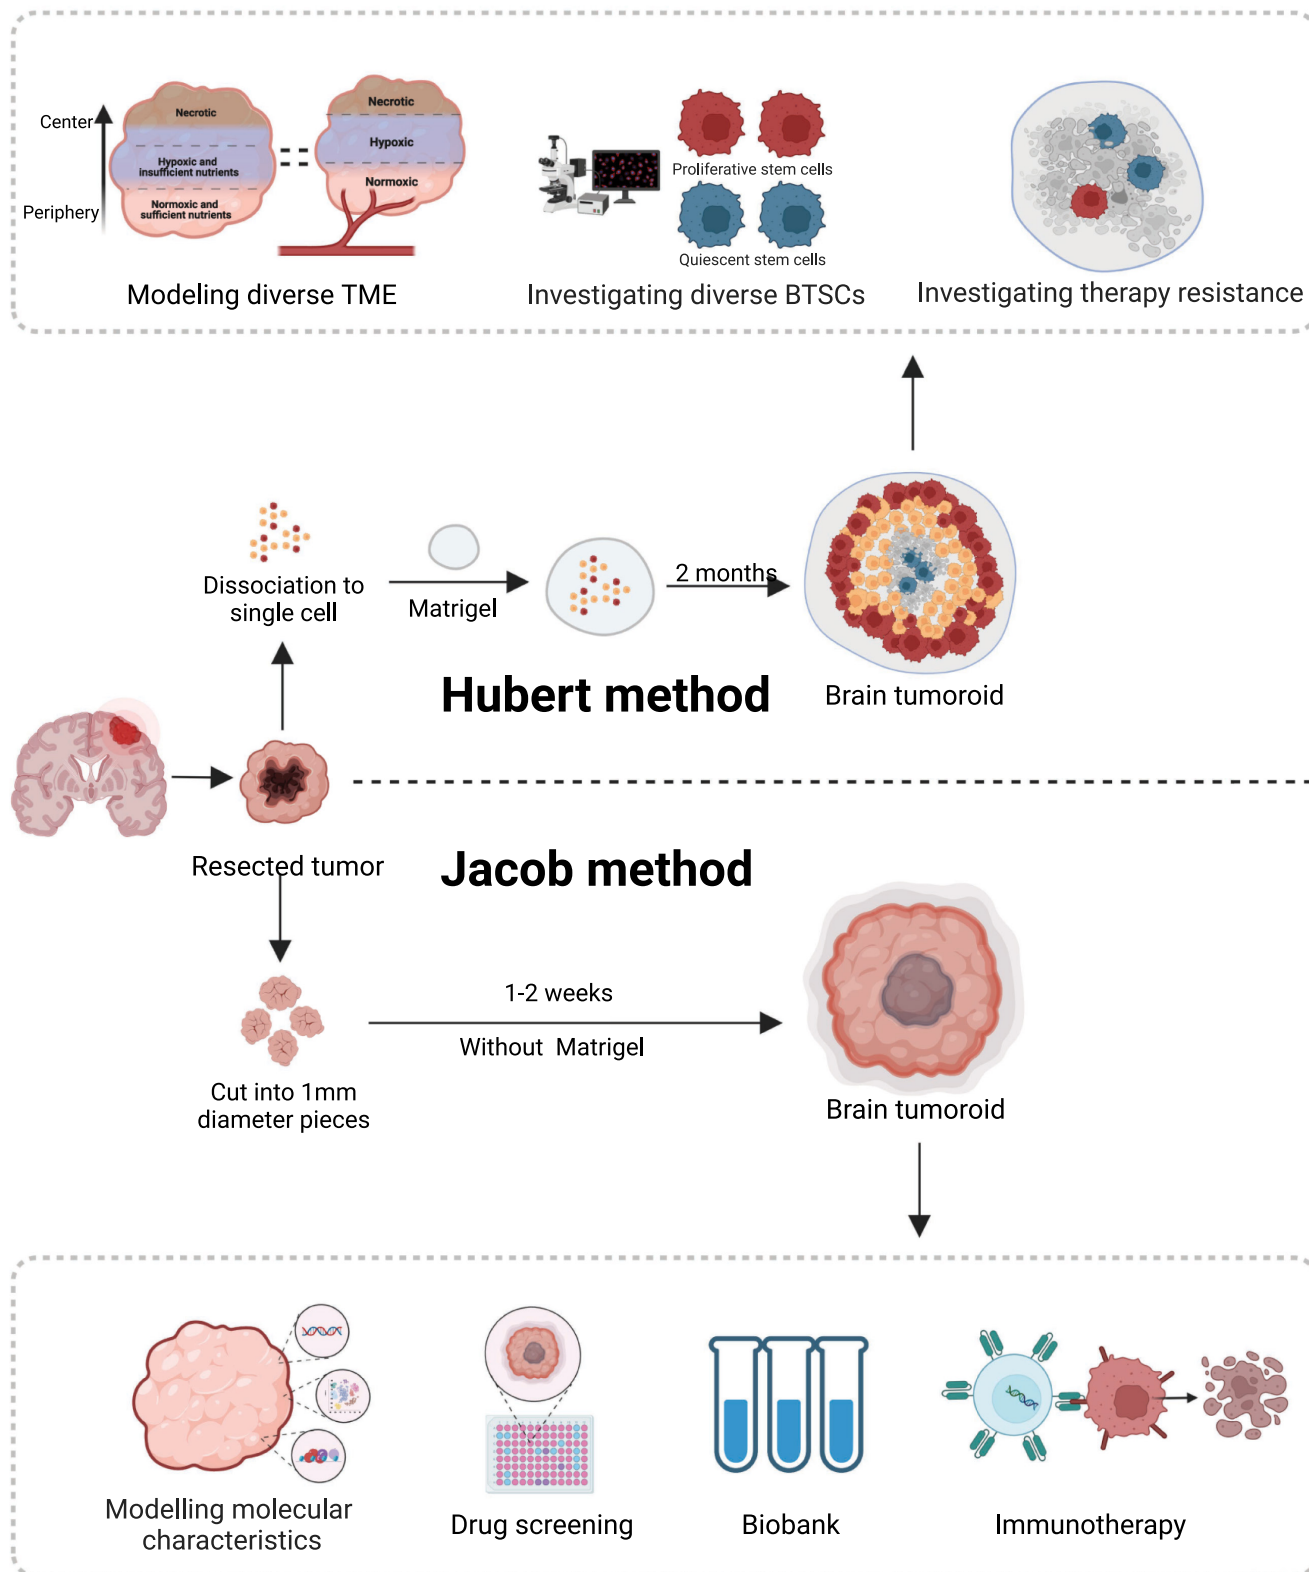 Center
Periphery
Necrotic
Hypoxic and
insufficient nutrients
Normoxic and
sufficient nutrients
Necrotic
Hypoxic
Normoxic
Modeling diverse TME
Proliferative stem cells
Quiescent stem cells
Investigating diverse BTSCs
Investigating therapy resistance
Dissociation to
single cell
Matrigel
2 months
Brain tumoroid
Hubert method
Resected tumor
Jacob method
Cut into 1mm
diameter pieces
1-2 weeks
Without Matrigel
Brain tumoroid
Modelling molecular
characteristics
Drug screening
Biobank
Immunotherapy